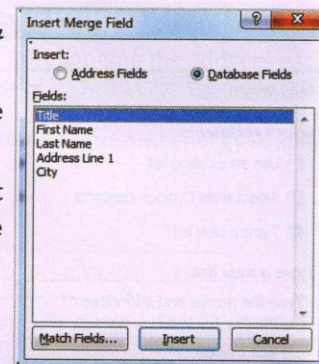 Insert Merge Field
Insert:
Address Fields
Database Fields
Fields:
Title
First Name
Last Name
Address Line 1
City
Match Fields...
Insert
Cancel